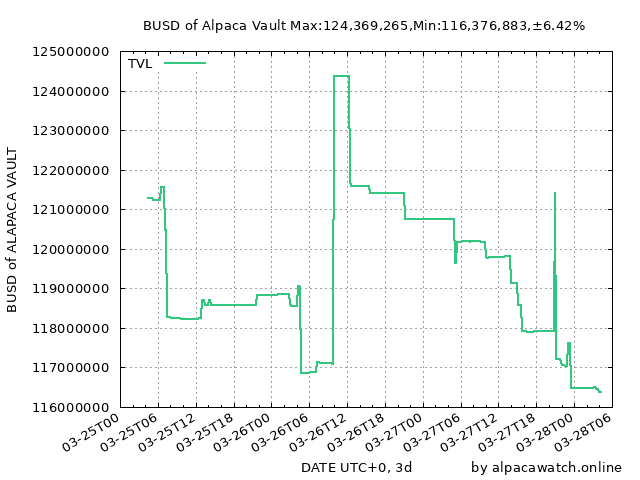 BUSD of Alpaca Vault Max:124,369,265,Min:116,376,883,±6.42%
TVL
BUSD of ALAPACA VAULT
125000000
124000000
123000000
122000000
121000000
120000000
119000000
118000000
117000000
116000000
03-25T00
03-25T06
03-25T12
03-25T18
03-26T00
03-26T06
03-26T12
03-26T18
03-27T00
03-27T06
03-27T12
03-27T18
03-28T00
03-28T06
DATE UTC+0, 3d
by alpacawatch.online